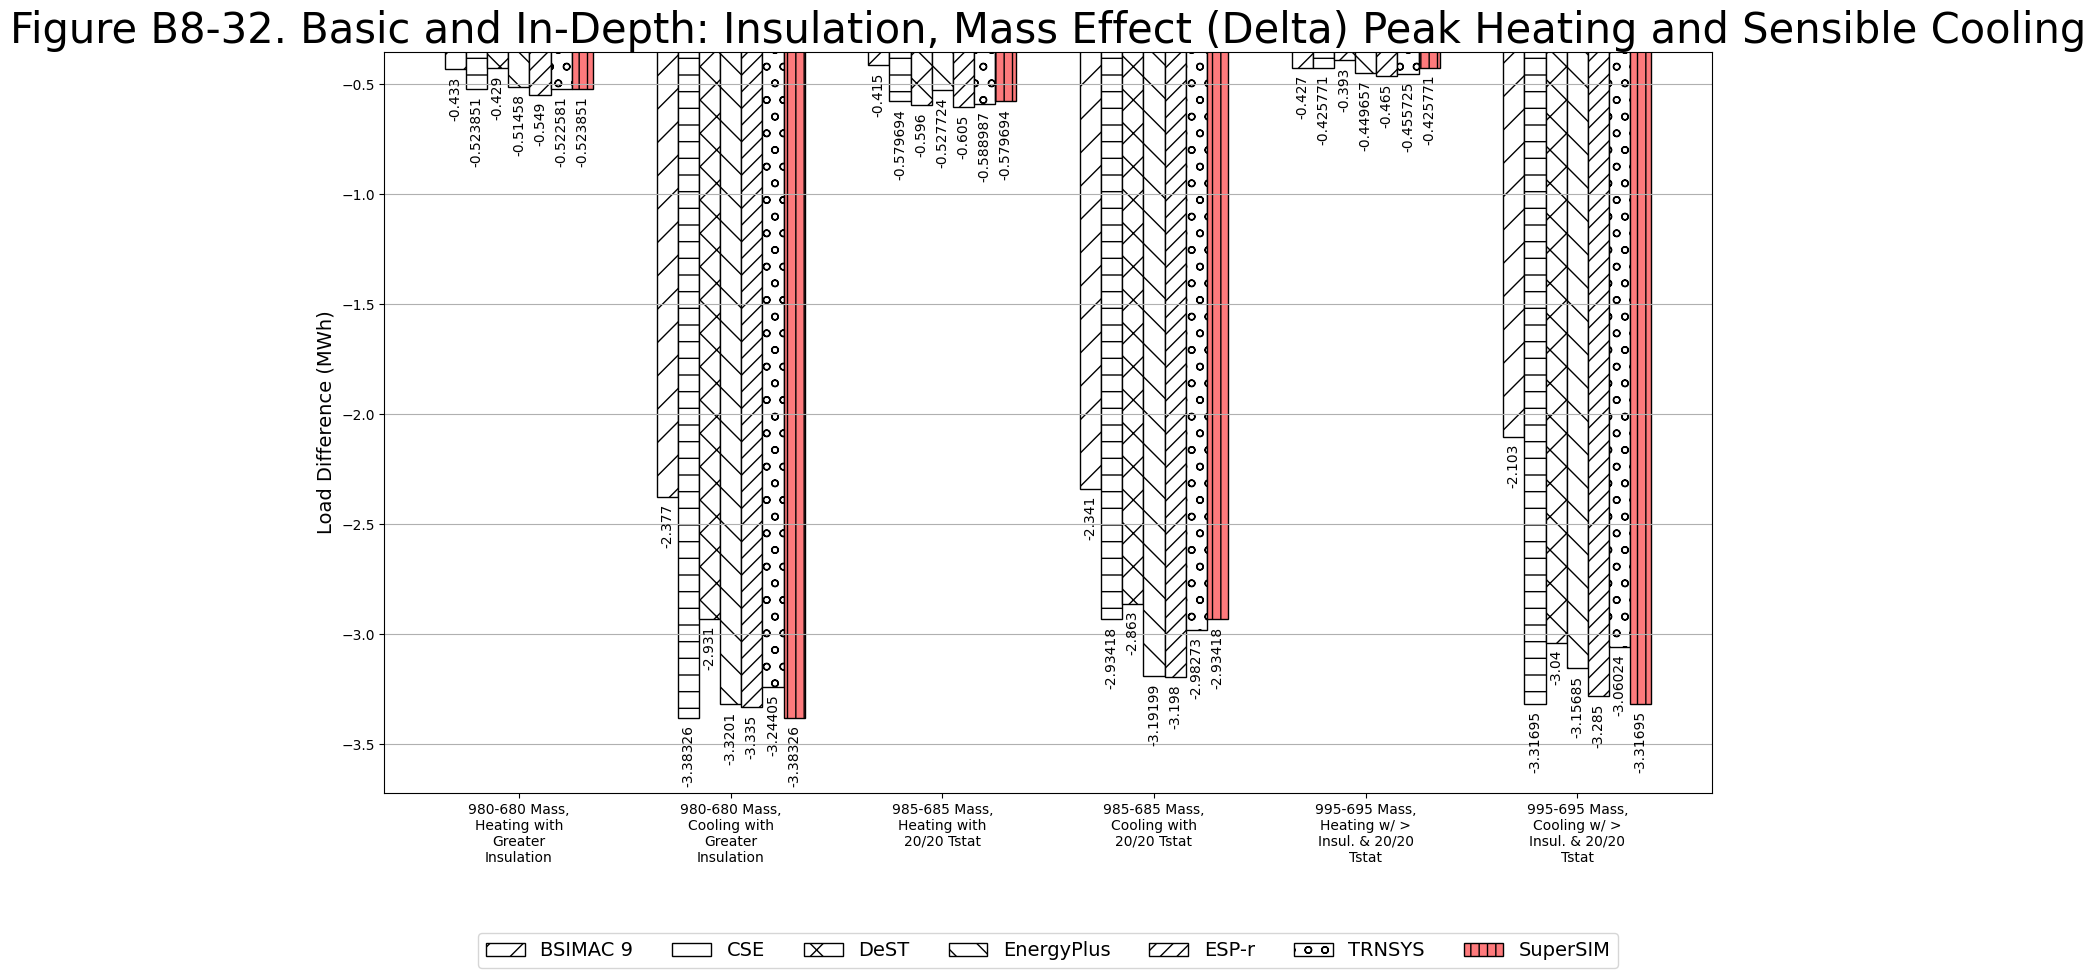 Figure B8-32. Basic and In-Depth: Insulation, Mass Effect (Delta) Peak Heating and Sensible Cooling
Load Difference (MWh)
−0.5
−1.0
−1.5
−2.0
−2.5
−3.0
−3.5
-0.433
-0.523851
-0.429
-0.51458
-0.549
-0.522581
-0.523851
-2.377
-3.38326
-2.931
-3.3201
-3.335
-3.24405
-3.38326
-0.415
-0.579694
-0.596
-0.527724
-0.605
-0.588987
-0.579694
-2.341
-2.93418
-2.863
-3.19199
-3.198
-2.98273
-2.93418
-0.427
-0.425771
-0.393
-0.449657
-0.465
-0.455725
-0.425771
-2.103
-3.31695
-3.04
-3.15685
-3.285
-3.06024
-3.31695
980-680 Mass,
Heating with
Greater
Insulation
980-680 Mass,
Cooling with
Greater
Insulation
985-685 Mass,
Heating with
20/20 Tstat
985-685 Mass,
Cooling with
20/20 Tstat
995-695 Mass,
Heating w/ >
Insul. & 20/20
Tstat
995-695 Mass,
Cooling w/ >
Insul. & 20/20
Tstat
BSIMAC 9
CSE
DeST
EnergyPlus
ESP-r
TRNSYS
SuperSIM